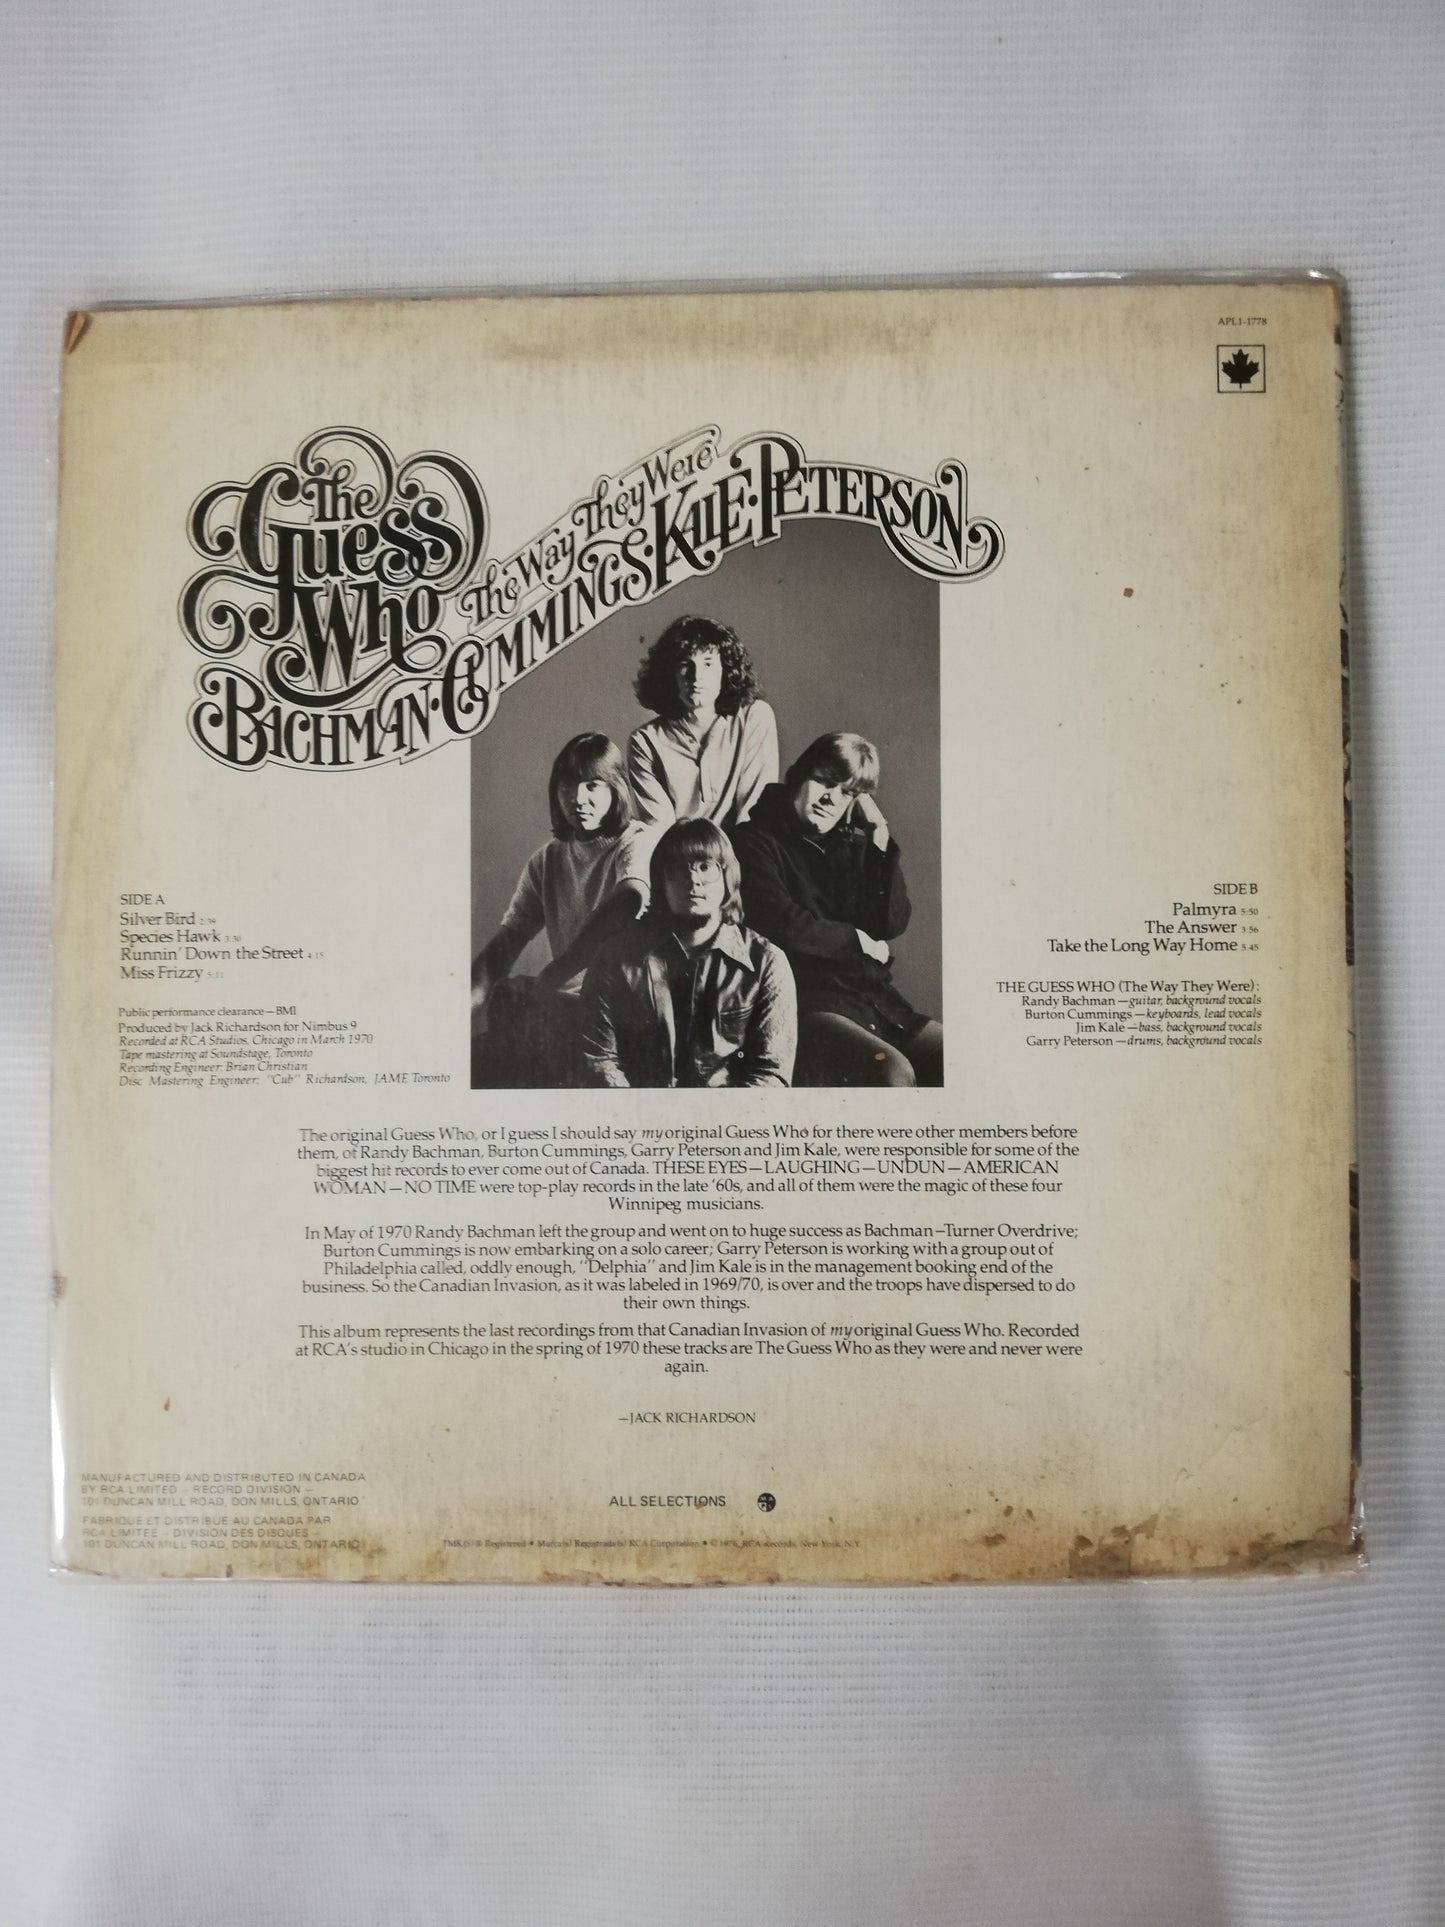 APL1-1778
The Guess Who
The Way They Were
BACHMAN·CUMMINGS·KALE·PETERSON
SIDE A
Silver Bird 2:39
Species Hawk 3:30
Runnin' Down the Street 4:15
Miss Frizzy 5:11
Public performance clearance—BMI
Produced by Jack Richardson for Nimbus 9
Recorded at RCA Studios, Chicago in March 1970
Tape mastering at Soundstage, Toronto
Recording Engineer: Brian Christian
Disc Mastering Engineer: "Cub" Richardson, JAMF, Toronto
SIDE B
Palmyra 5:50
The Answer 3:56
Take the Long Way Home 5:45
THE GUESS WHO (The Way They Were):
Randy Bachman—guitar, background vocals
Burton Cummings—keyboards, lead vocals
Jim Kale—bass, background vocals
Garry Peterson—drums, background vocals
The original Guess Who, or I guess I should say my original Guess Who for there were other members before
them, of Randy Bachman, Burton Cummings, Garry Peterson and Jim Kale, were responsible for some of the
biggest hit records to ever come out of Canada. THESE EYES—LAUGHING—UNDUN—AMERICAN
WOMAN—NO TIME were top-play records in the late '60s, and all of them were the magic of these four
Winnipeg musicians.
In May of 1970 Randy Bachman left the group and went on to huge success as Bachman–Turner Overdrive;
Burton Cummings is now embarking on a solo career; Garry Peterson is working with a group out of
Philadelphia called, oddly enough, "Delphia" and Jim Kale is in the management booking end of the
business. So the Canadian Invasion, as it was labeled in 1969/70, is over and the troops have dispersed to do
their own things.
This album represents the last recordings from that Canadian Invasion of my original Guess Who. Recorded
at RCA's studio in Chicago in the spring of 1970 these tracks are The Guess Who as they were and never were
again.
—JACK RICHARDSON
MANUFACTURED AND DISTRIBUTED IN CANADA
BY RCA LIMITED – RECORD DIVISION –
101 DUNCAN MILL ROAD, DON MILLS, ONTARIO
FABRIQUE ET DISTRIBUE AU CANADA PAR
RCA LIMITEE – DIVISION DES DISQUES –
101 DUNCAN MILL ROAD, DON MILLS, ONTARIO
ALL SELECTIONS
TMK(S) ® Registered • Marca(s) Registrada(s) RCA Corporation • © 1976, RCA Records, New York, N.Y.